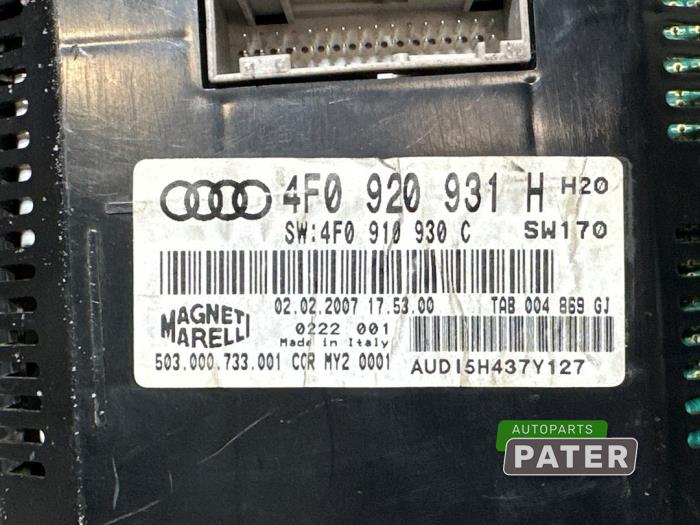 4F0 920 931 H H20
SW:4F0 910 930 C SW170
02.02.2007 17.53.00 TAB 004 869 GJ
MAGNETI
MARELLI
0222 001
Made in Italy
503.000.733.001 CCR MY2 0001
AUDI5H437Y127
AUTOPARTS
PATER